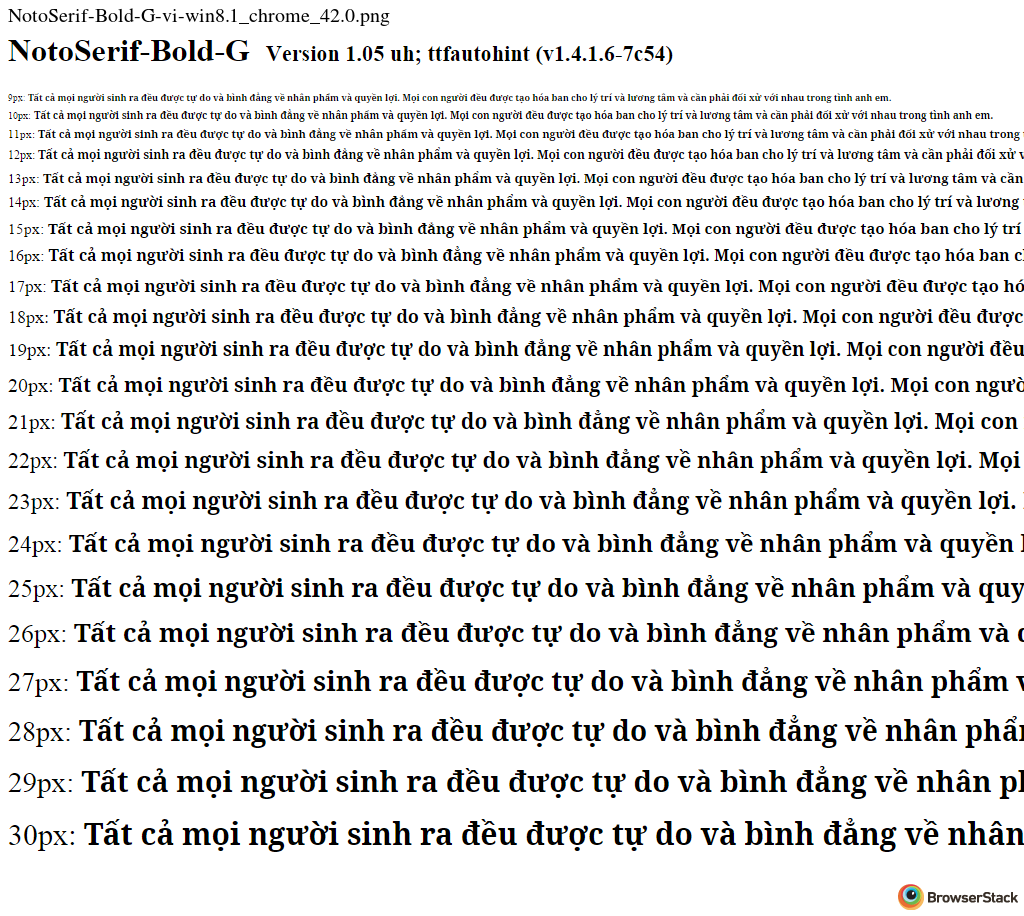 NotoSerif-Bold-G-vi-win8.1_chrome_42.0.png
NotoSerif-Bold-G Version 1.05 uh; ttfautohint (v1.4.1.6-7c54)
9px: Tất cả mọi người sinh ra đều được tự do và bình đẳng về nhân phẩm và quyền lợi. Mọi con người đều được tạo hóa ban cho lý trí và lương tâm và cần phải đối xử với nhau trong tình anh em.
10px: Tất cả mọi người sinh ra đều được tự do và bình đẳng về nhân phẩm và quyền lợi. Mọi con người đều được tạo hóa ban cho lý trí và lương tâm và cần phải đối xử với nhau trong tình anh em.
11px: Tất cả mọi người sinh ra đều được tự do và bình đẳng về nhân phẩm và quyền lợi. Mọi con người đều được tạo hóa ban cho lý trí và lương tâm và cần phải đối xử với nhau trong
12px: Tất cả mọi người sinh ra đều được tự do và bình đẳng về nhân phẩm và quyền lợi. Mọi con người đều được tạo hóa ban cho lý trí và lương tâm và cần phải đối xử v
13px: Tất cả mọi người sinh ra đều được tự do và bình đẳng về nhân phẩm và quyền lợi. Mọi con người đều được tạo hóa ban cho lý trí và lương tâm và cần
14px: Tất cả mọi người sinh ra đều được tự do và bình đẳng về nhân phẩm và quyền lợi. Mọi con người đều được tạo hóa ban cho lý trí và lương
15px: Tất cả mọi người sinh ra đều được tự do và bình đẳng về nhân phẩm và quyền lợi. Mọi con người đều được tạo hóa ban cho lý trí
16px: Tất cả mọi người sinh ra đều được tự do và bình đẳng về nhân phẩm và quyền lợi. Mọi con người đều được tạo hóa ban c
17px: Tất cả mọi người sinh ra đều được tự do và bình đẳng về nhân phẩm và quyền lợi. Mọi con người đều được tạo hó
18px: Tất cả mọi người sinh ra đều được tự do và bình đẳng về nhân phẩm và quyền lợi. Mọi con người đều được
19px: Tất cả mọi người sinh ra đều được tự do và bình đẳng về nhân phẩm và quyền lợi. Mọi con người đều
20px: Tất cả mọi người sinh ra đều được tự do và bình đẳng về nhân phẩm và quyền lợi. Mọi con ngườ
21px: Tất cả mọi người sinh ra đều được tự do và bình đẳng về nhân phẩm và quyền lợi. Mọi con
22px: Tất cả mọi người sinh ra đều được tự do và bình đẳng về nhân phẩm và quyền lợi. Mọi
23px: Tất cả mọi người sinh ra đều được tự do và bình đẳng về nhân phẩm và quyền lợi.
24px: Tất cả mọi người sinh ra đều được tự do và bình đẳng về nhân phẩm và quyền l
25px: Tất cả mọi người sinh ra đều được tự do và bình đẳng về nhân phẩm và quy
26px: Tất cả mọi người sinh ra đều được tự do và bình đẳng về nhân phẩm và q
27px: Tất cả mọi người sinh ra đều được tự do và bình đẳng về nhân phẩm v
28px: Tất cả mọi người sinh ra đều được tự do và bình đẳng về nhân phẩm
29px: Tất cả mọi người sinh ra đều được tự do và bình đẳng về nhân ph
30px: Tất cả mọi người sinh ra đều được tự do và bình đẳng về nhân
BrowserStack